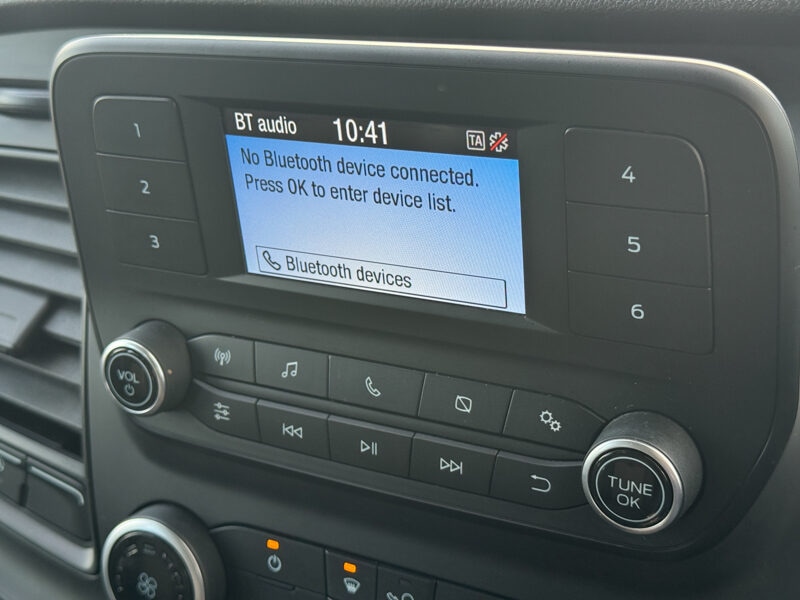 BT audio 10:41 TA
No Bluetooth device connected.
Press OK to enter device list.
Bluetooth devices
1
2
3
4
5
6
VOL
TUNE
OK